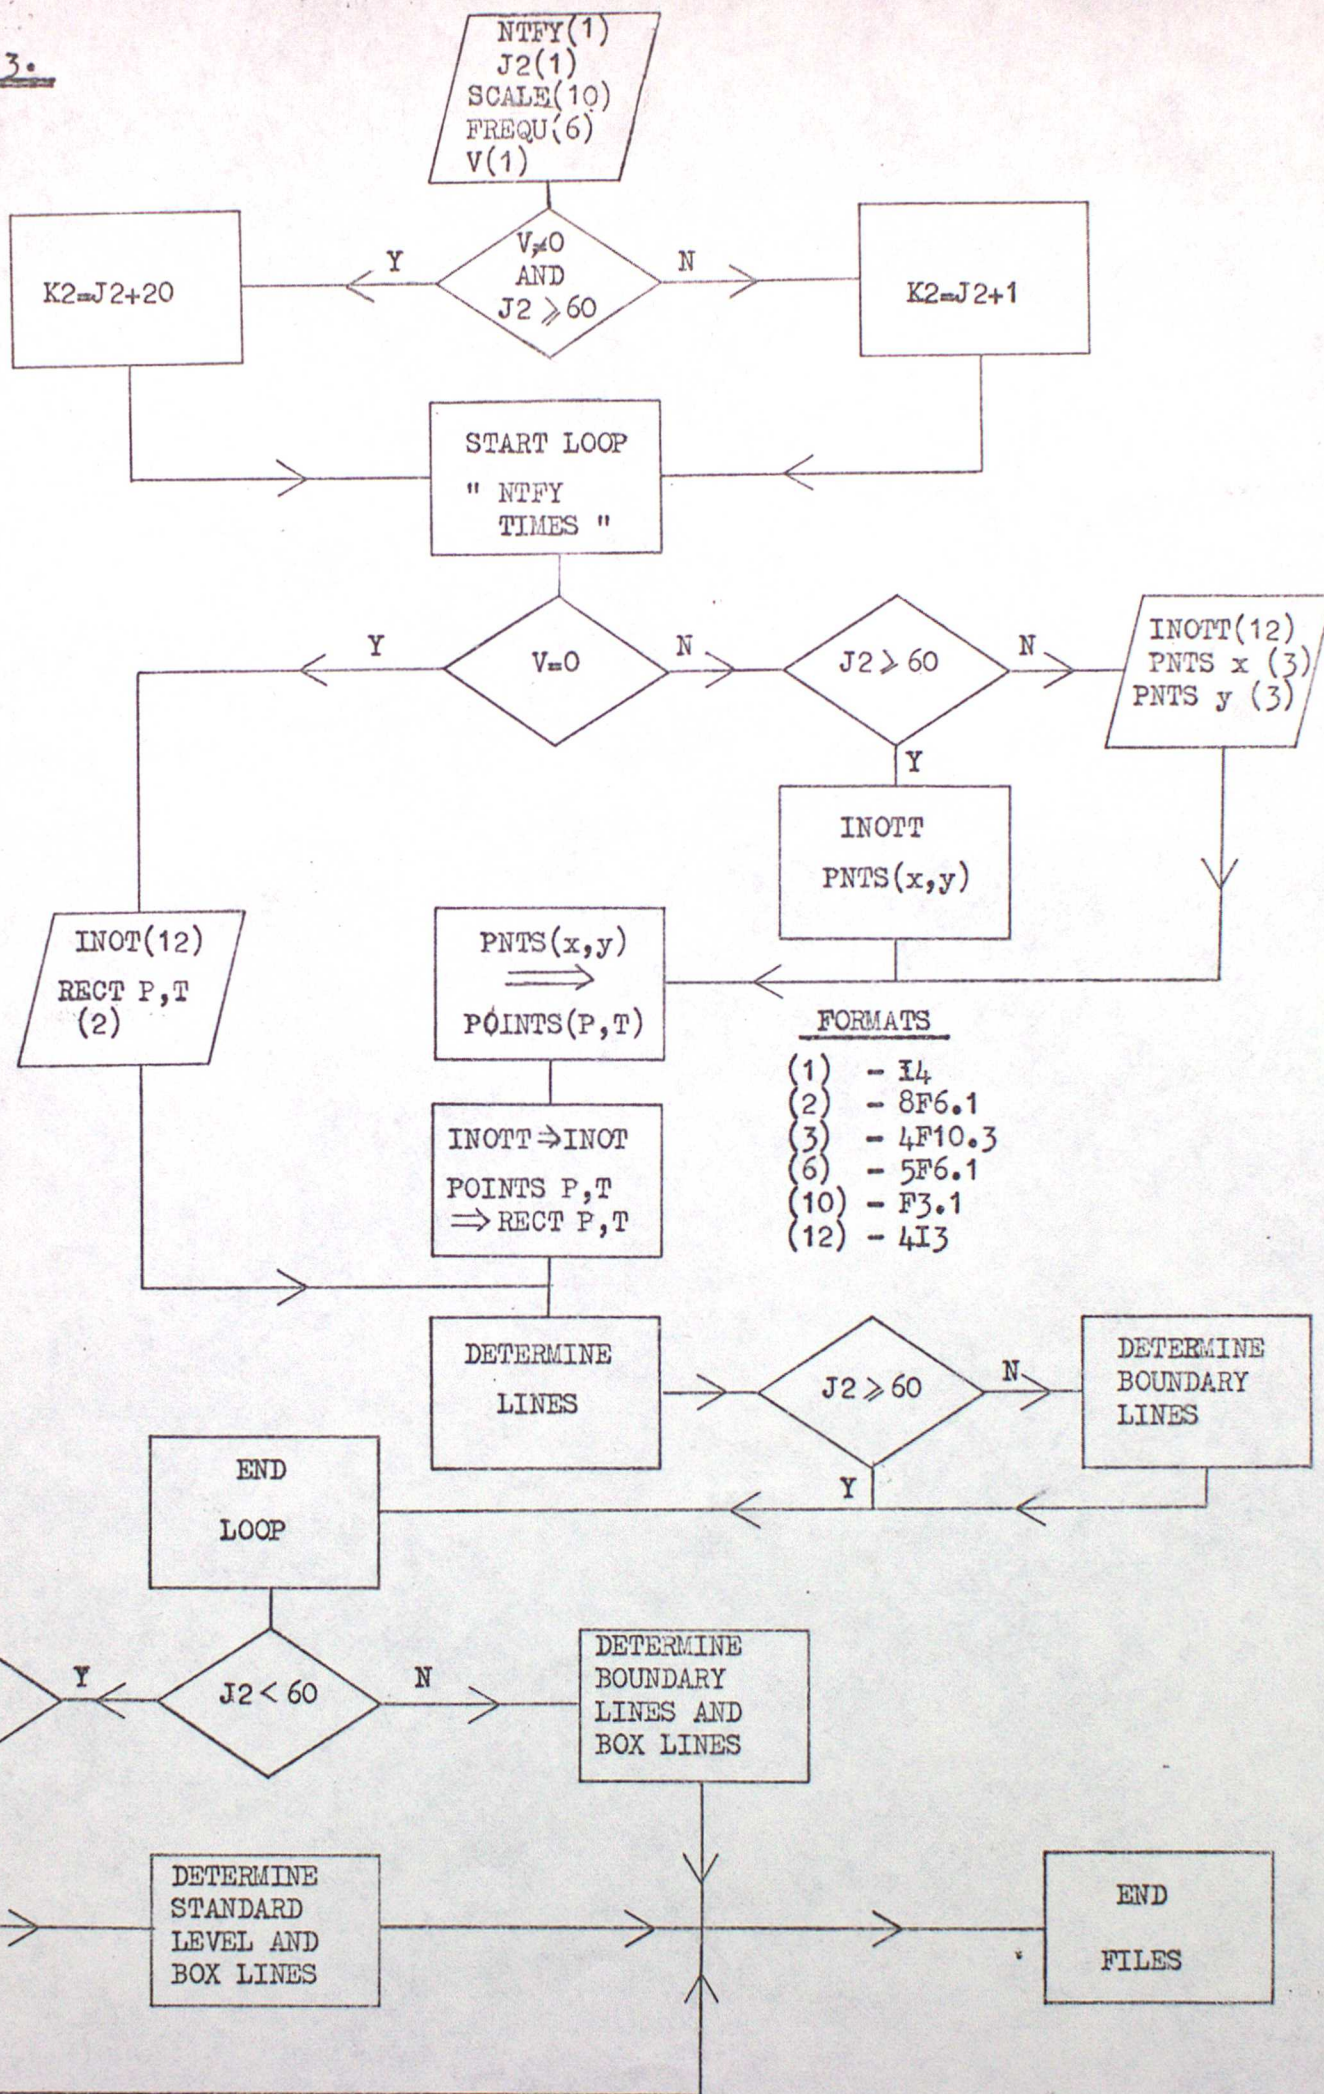 3.
NTFY(1)
J2(1)
SCALE(10)
FREQU(6)
V(1)
V≠0
AND
J2 ⩾ 60
Y
N
K2=J2+20
K2=J2+1
START LOOP
" NTFY
TIMES "
V=0
Y
N
J2 ⩾ 60
N
Y
INOTT(12)
PNTS x (3)
PNTS y (3)
INOTT
PNTS(x,y)
INOT(12)
RECT P,T
(2)
PNTS(x,y)
⟹
POINTS(P,T)
INOTT⇒INOT
POINTS P,T
⇒RECT P,T
FORMATS
(1) - I4
(2) - 8F6.1
(3) - 4F10.3
(6) - 5F6.1
(10) - F3.1
(12) - 4I3
DETERMINE
LINES
J2 ⩾ 60
N
Y
DETERMINE
BOUNDARY
LINES
END
LOOP
J2 < 60
Y
N
DETERMINE
BOUNDARY
LINES AND
BOX LINES
DETERMINE
STANDARD
LEVEL AND
BOX LINES
END
FILES